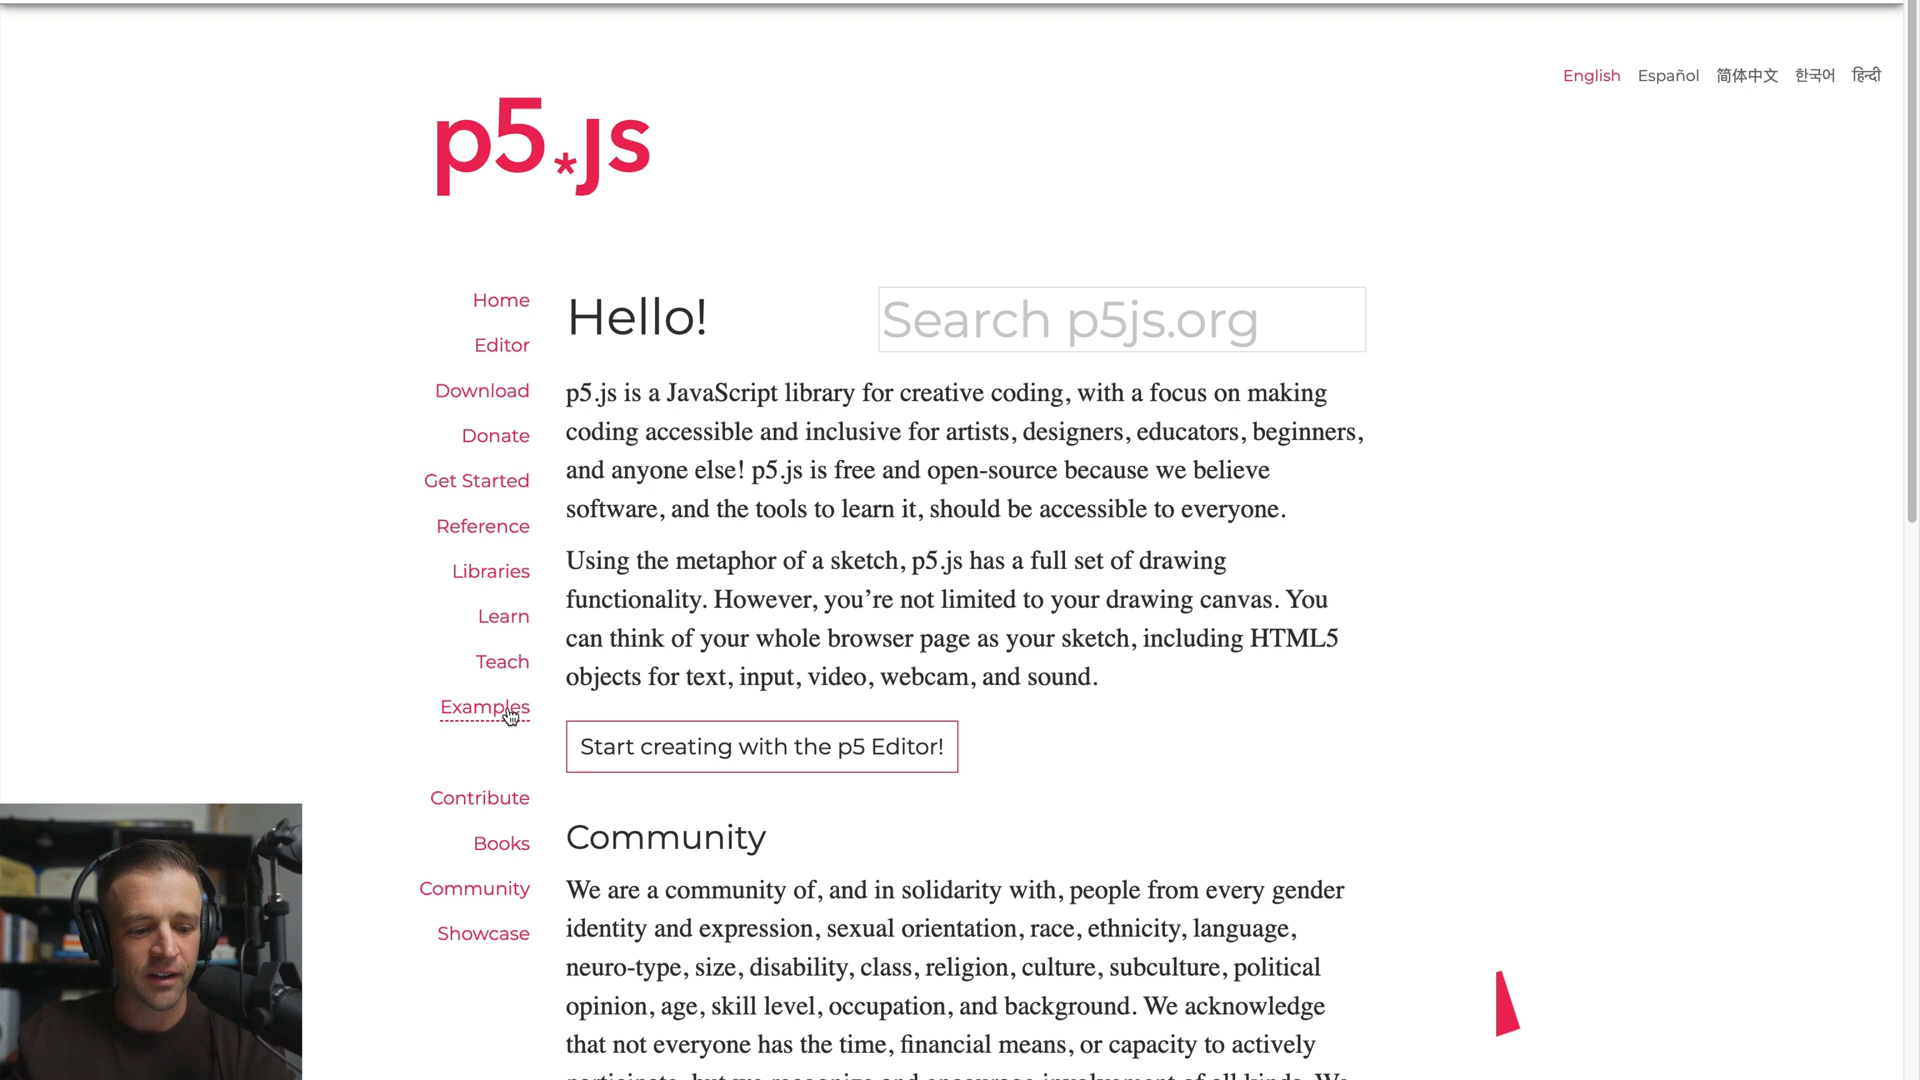 English Español 简体中文 한국어 हिन्दी
p5*js
Home
Editor
Download
Donate
Get Started
Reference
Libraries
Learn
Teach
Examples
Contribute
Books
Community
Showcase
Hello!
Search p5js.org
p5.js is a JavaScript library for creative coding, with a focus on making
coding accessible and inclusive for artists, designers, educators, beginners,
and anyone else! p5.js is free and open-source because we believe
software, and the tools to learn it, should be accessible to everyone.
Using the metaphor of a sketch, p5.js has a full set of drawing
functionality. However, you’re not limited to your drawing canvas. You
can think of your whole browser page as your sketch, including HTML5
objects for text, input, video, webcam, and sound.
Start creating with the p5 Editor!
Community
We are a community of, and in solidarity with, people from every gender
identity and expression, sexual orientation, race, ethnicity, language,
neuro-type, size, disability, class, religion, culture, subculture, political
opinion, age, skill level, occupation, and background. We acknowledge
that not everyone has the time, financial means, or capacity to actively